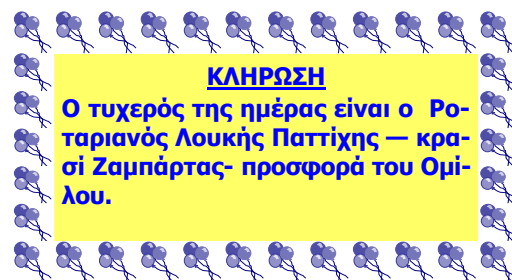 ΚΛΗΡΩΣΗ
Ο τυχερός της ημέρας είναι ο Ρο-
ταριανός Λουκής Παττίχης — κρα-
σί Ζαμπάρτας- προσφορά του Ομί-
λου.